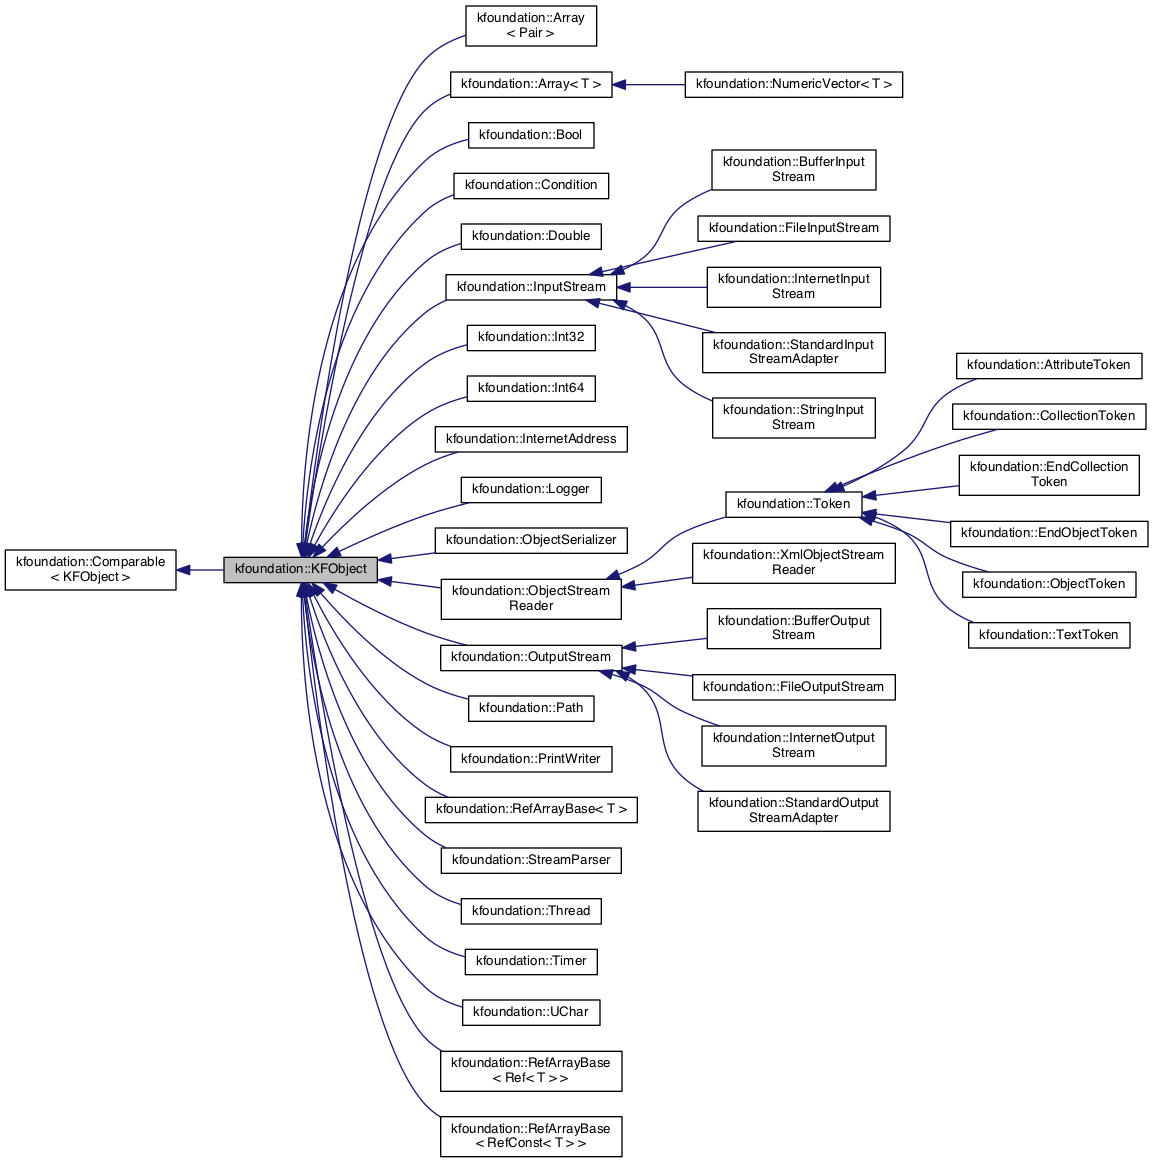 kfoundation::Comparable
< KFObject >
kfoundation::KFObject
kfoundation::Array
< Pair >
kfoundation::Array< T >
kfoundation::Bool
kfoundation::Condition
kfoundation::Double
kfoundation::InputStream
kfoundation::Int32
kfoundation::Int64
kfoundation::InternetAddress
kfoundation::Logger
kfoundation::ObjectSerializer
kfoundation::ObjectStream
Reader
kfoundation::OutputStream
kfoundation::Path
kfoundation::PrintWriter
kfoundation::RefArrayBase< T >
kfoundation::StreamParser
kfoundation::Thread
kfoundation::Timer
kfoundation::UChar
kfoundation::RefArrayBase
< Ref< T > >
kfoundation::RefArrayBase
< RefConst< T > >
kfoundation::NumericVector< T >
kfoundation::BufferInput
Stream
kfoundation::FileInputStream
kfoundation::InternetInput
Stream
kfoundation::StandardInput
StreamAdapter
kfoundation::StringInput
Stream
kfoundation::Token
kfoundation::XmlObjectStream
Reader
kfoundation::BufferOutput
Stream
kfoundation::FileOutputStream
kfoundation::InternetOutput
Stream
kfoundation::StandardOutput
StreamAdapter
kfoundation::AttributeToken
kfoundation::CollectionToken
kfoundation::EndCollection
Token
kfoundation::EndObjectToken
kfoundation::ObjectToken
kfoundation::TextToken